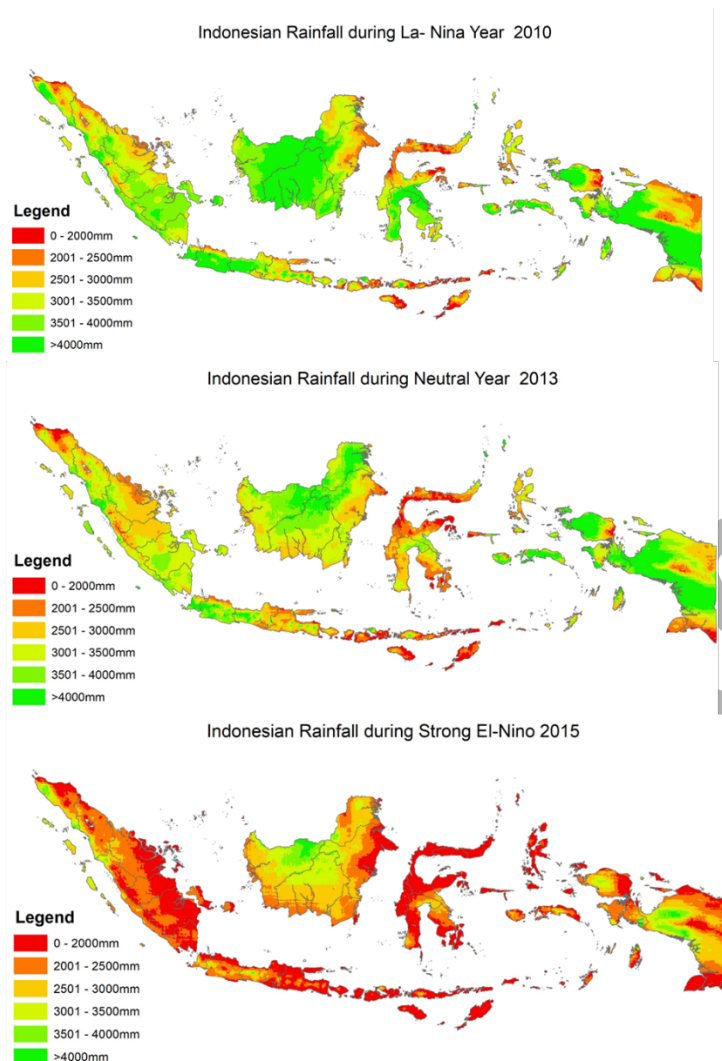 Indonesian Rainfall during La- Nina Year 2010
Legend
0 - 2000mm
2001 - 2500mm
2501 - 3000mm
3001 - 3500mm
3501 - 4000mm
>4000mm
Indonesian Rainfall during Neutral Year 2013
Legend
0 - 2000mm
2001 - 2500mm
2501 - 3000mm
3001 - 3500mm
3501 - 4000mm
>4000mm
Indonesian Rainfall during Strong El-Nino 2015
Legend
0 - 2000mm
2001 - 2500mm
2501 - 3000mm
3001 - 3500mm
3501 - 4000mm
>4000mm